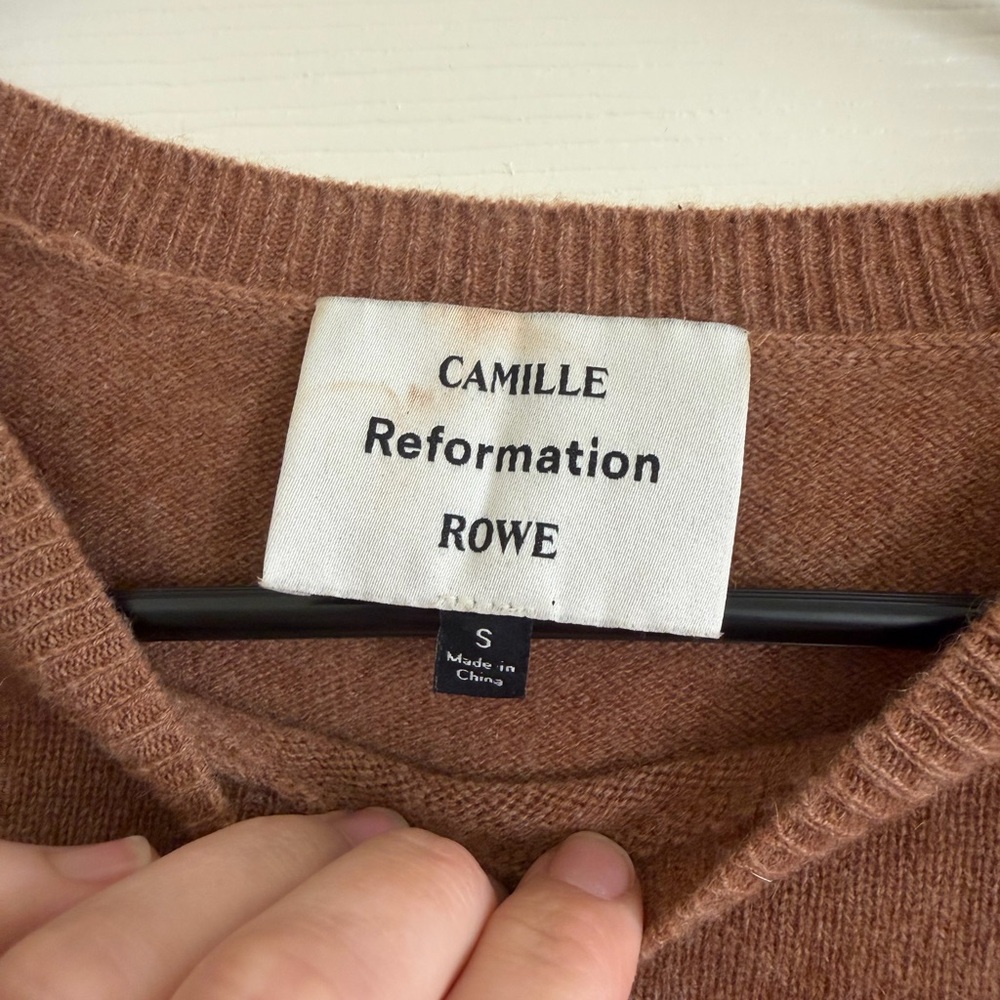 CAMILLE
Reformation
ROWE
S
Made in
China